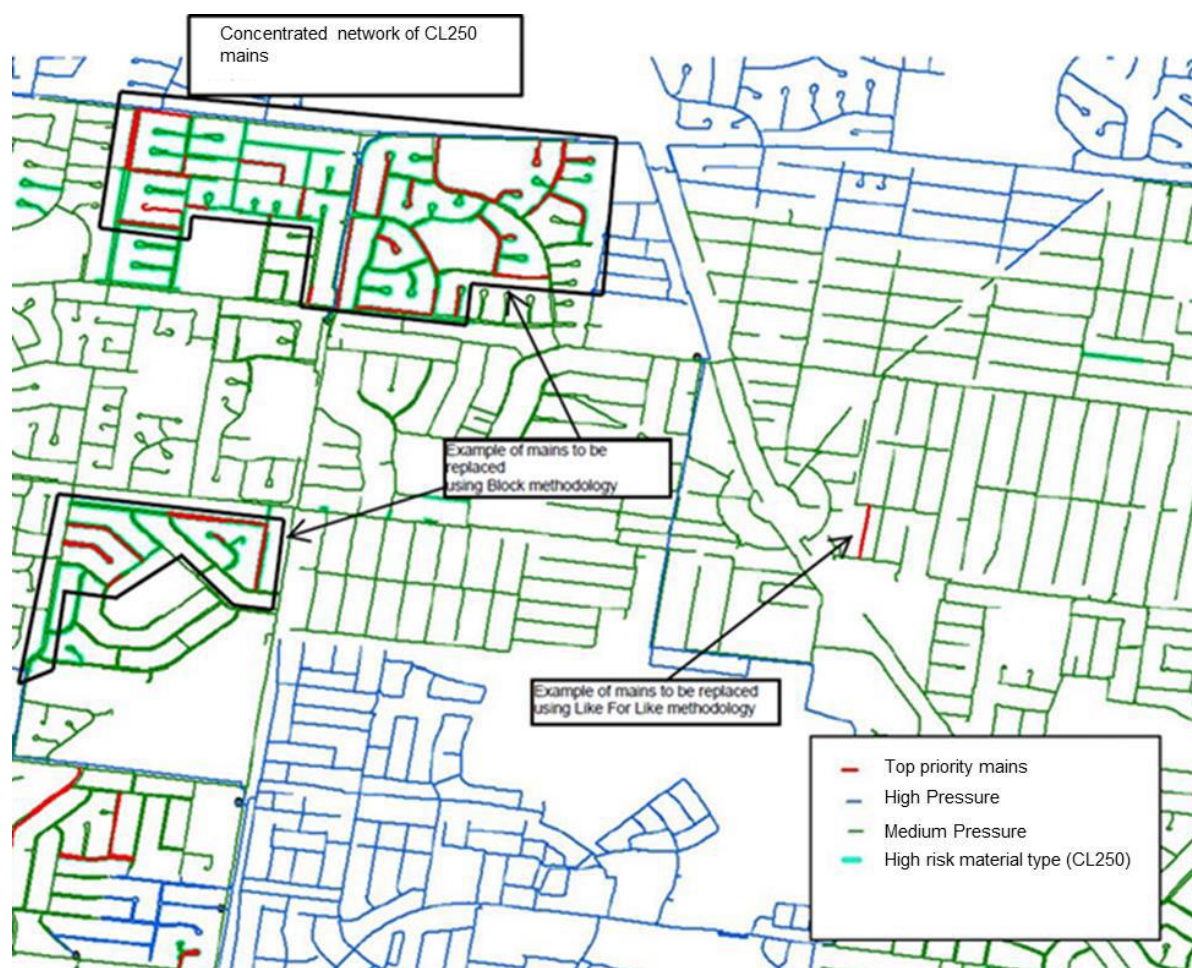 Concentrated network of CL250
mains
Example of mains to be
replaced
using Block methodology
Example of mains to be replaced
using Like For Like methodology
Top priority mains
High Pressure
Medium Pressure
High risk material type (CL250)